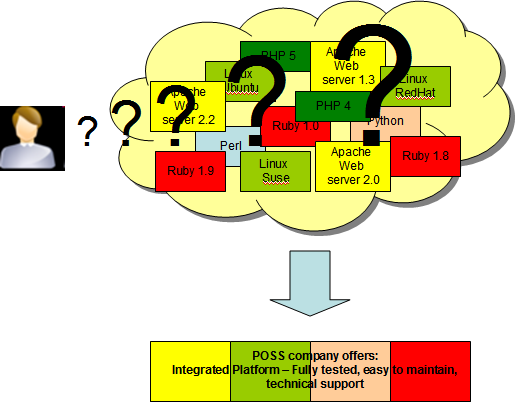 PHP 5
Apache
Web
server 1.3
Linux
Ubuntu
Linux
RedHat
Apache
Web
server 2.2
PHP 4
Ruby 1.0
Python
Perl
Ruby 1.9
Linux
Suse
Apache
Web
server 2.0
Ruby 1.8
? ? ? ? ?
POSS company offers:
Integrated Platform – Fully tested, easy to maintain,
technical support